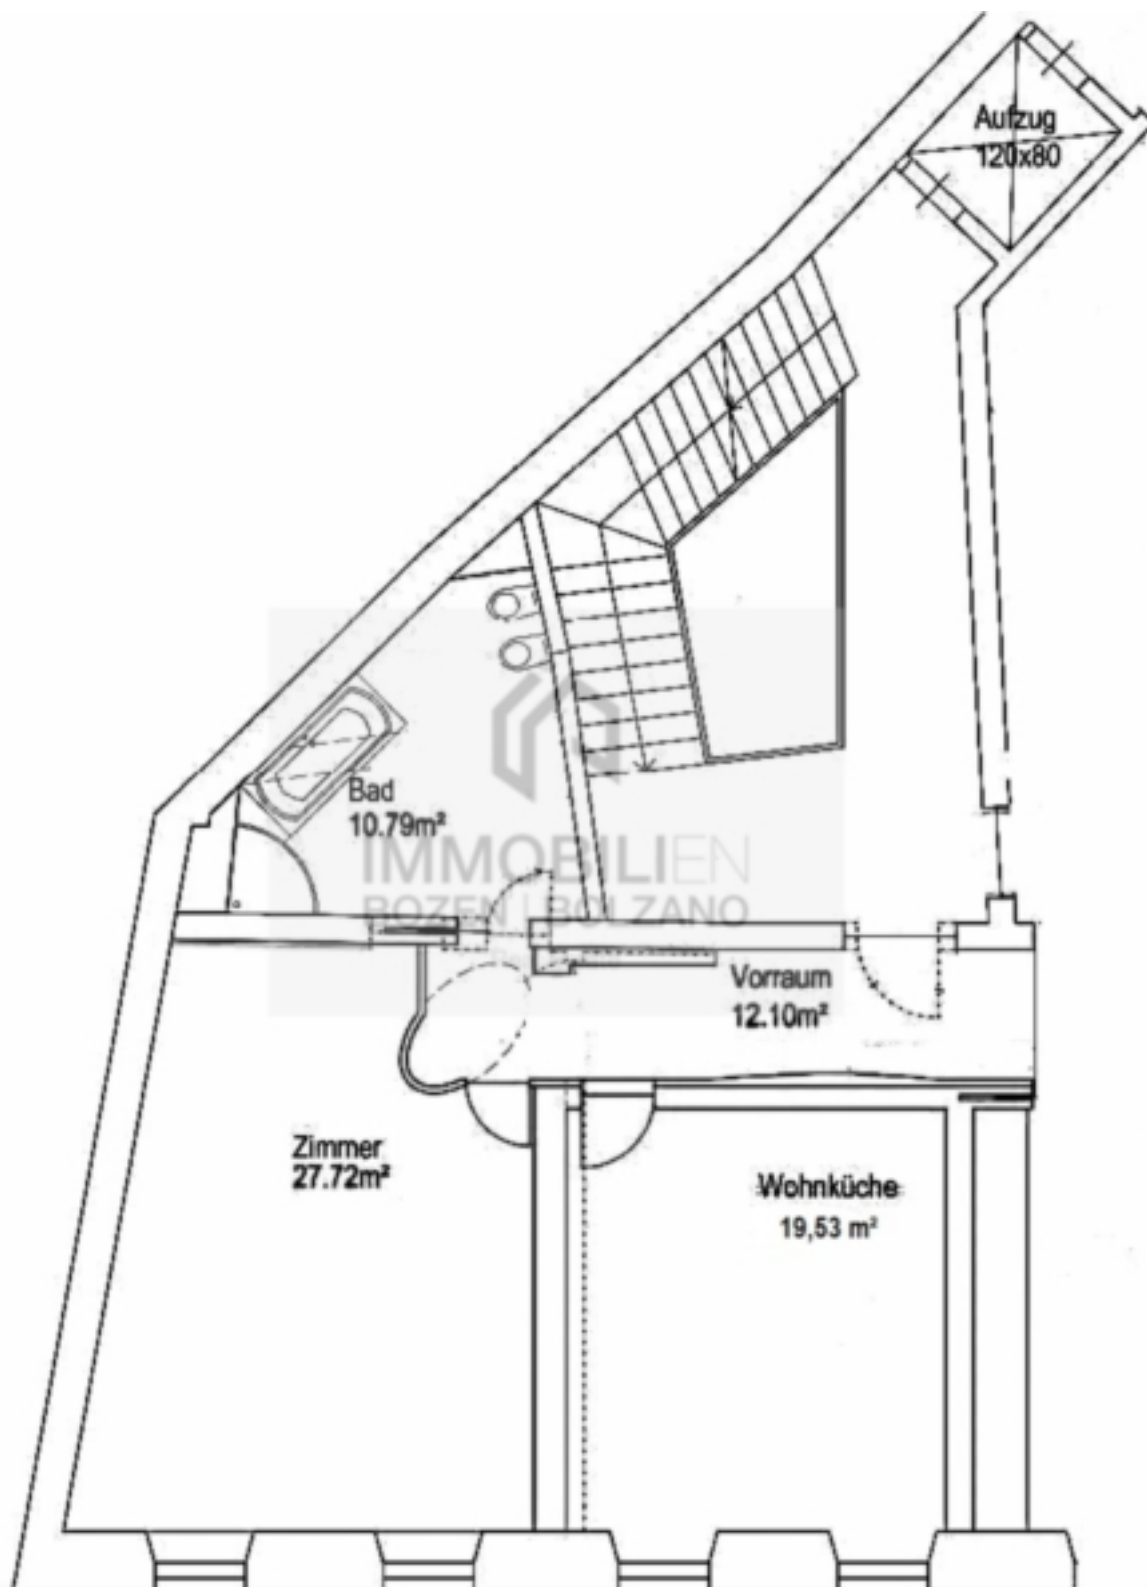 Aufzug
120x80
Bad
10.79m²
IMMOBILIEN
BOZEN | BOLZANO
Vorraum
12.10m²
Zimmer
27.72m²
Wohnküche
19,53 m²